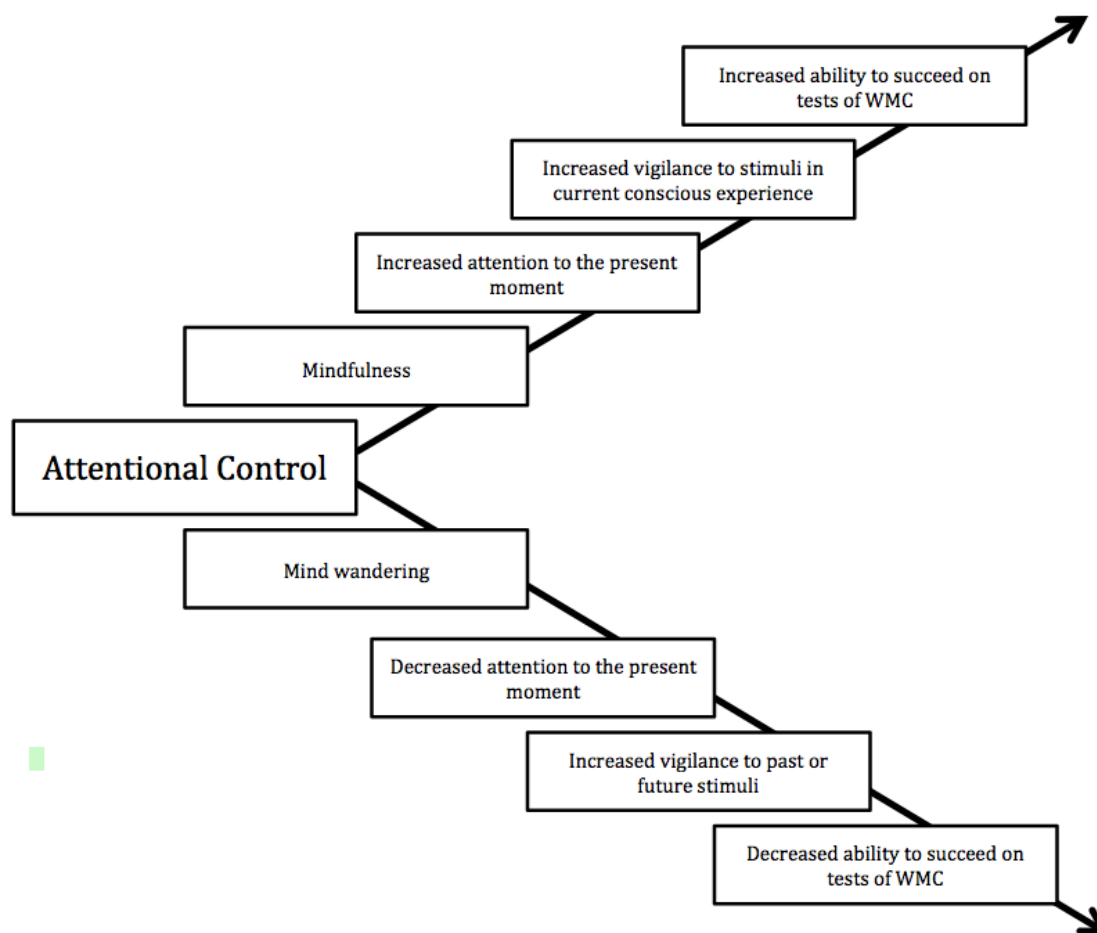 Increased ability to succeed on
tests of WMC
Increased vigilance to stimuli in
current conscious experience
Increased attention to the present
moment
Mindfulness
Attentional Control
Mind wandering
Decreased attention to the present
moment
Increased vigilance to past or
future stimuli
Decreased ability to succeed on
tests of WMC